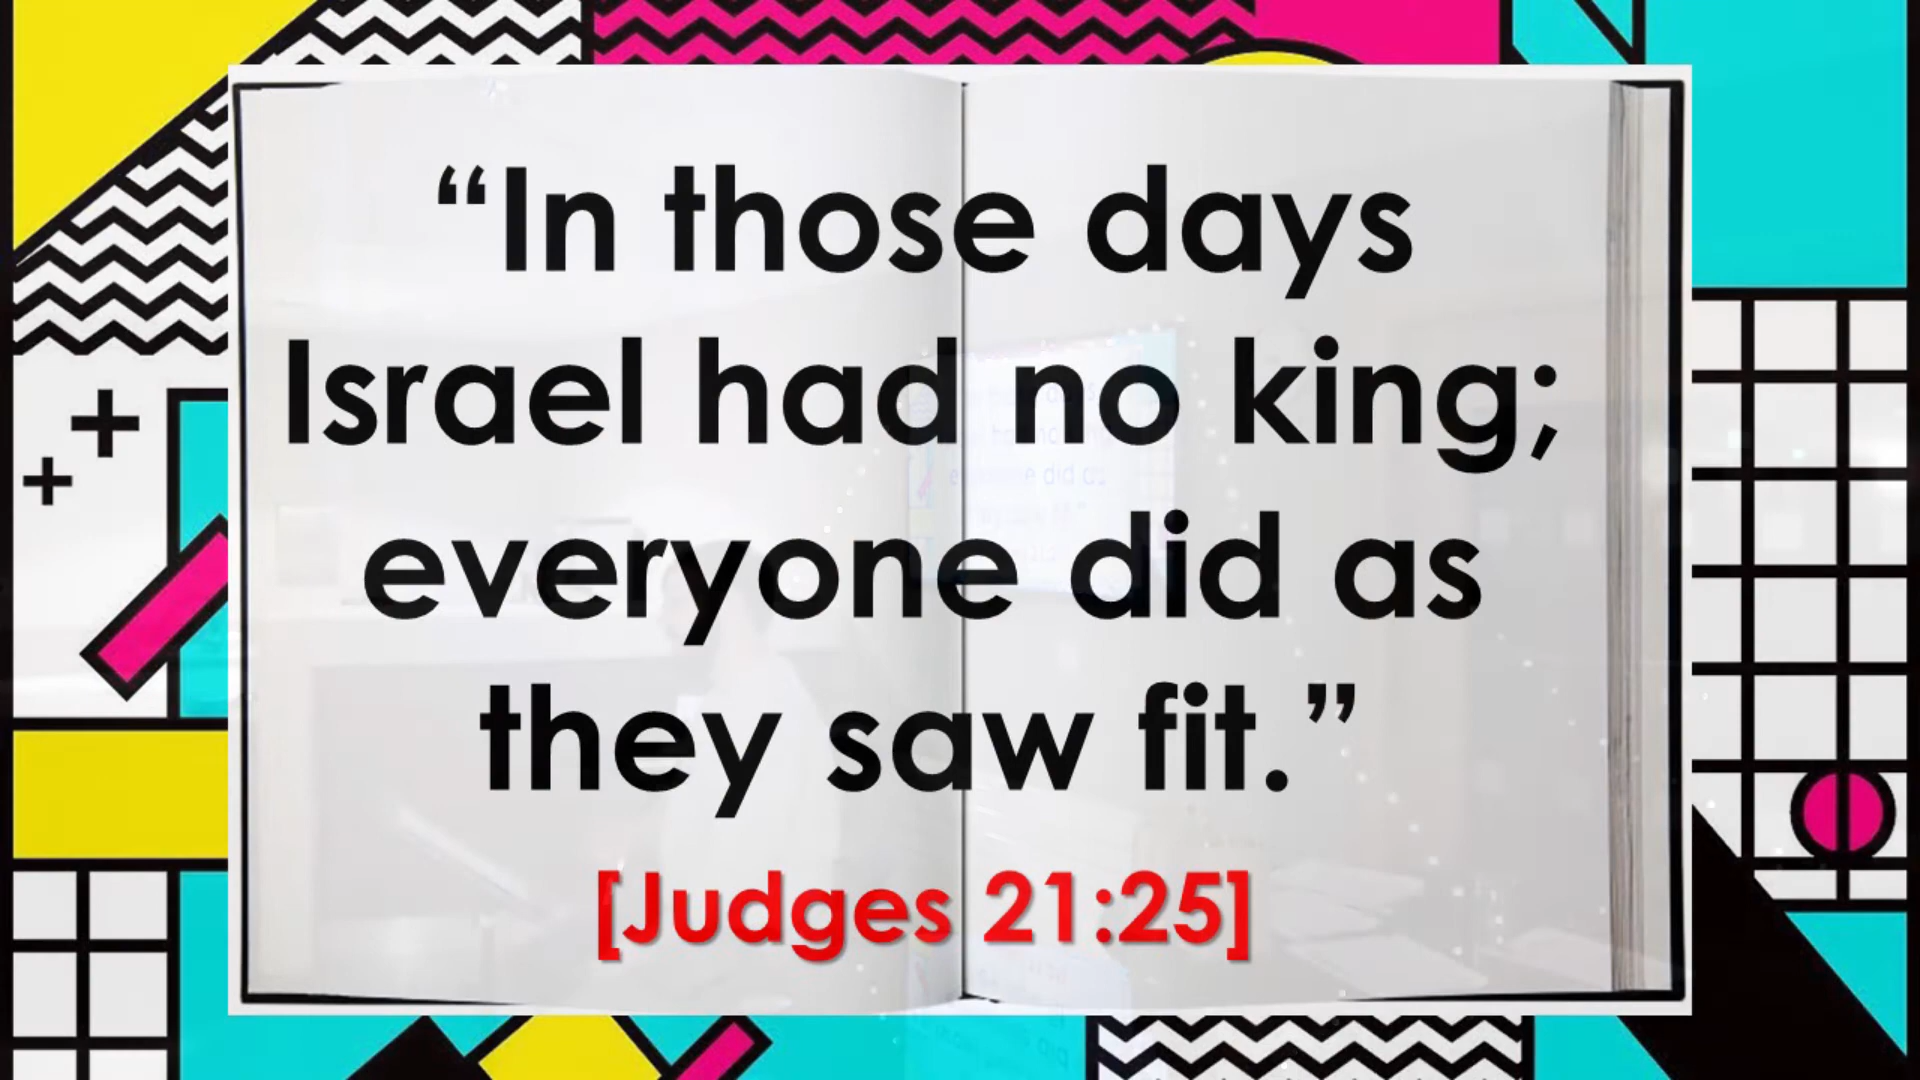 “In those days
Israel had no king;
everyone did as
they saw fit.”
[Judges 21:25]